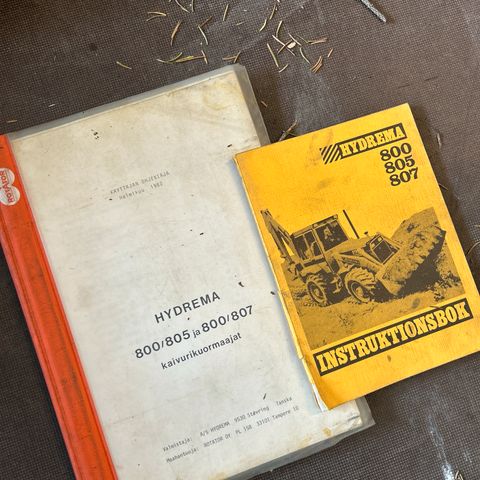 ROTATOR
KÄYTTÄJÄN OHJEKIRJA
Helmikuu 1982
HYDREMA
800/805 ja 800/807
kaivurikuormaajat
Valmistaja: A/S HYDREMA 9530 Støvring Tanska
Maahantuoja: ROTATOR OY PL 158 33101 Tampere 10
HYDREMA
800
805
807
INSTRUKTIONSBOK